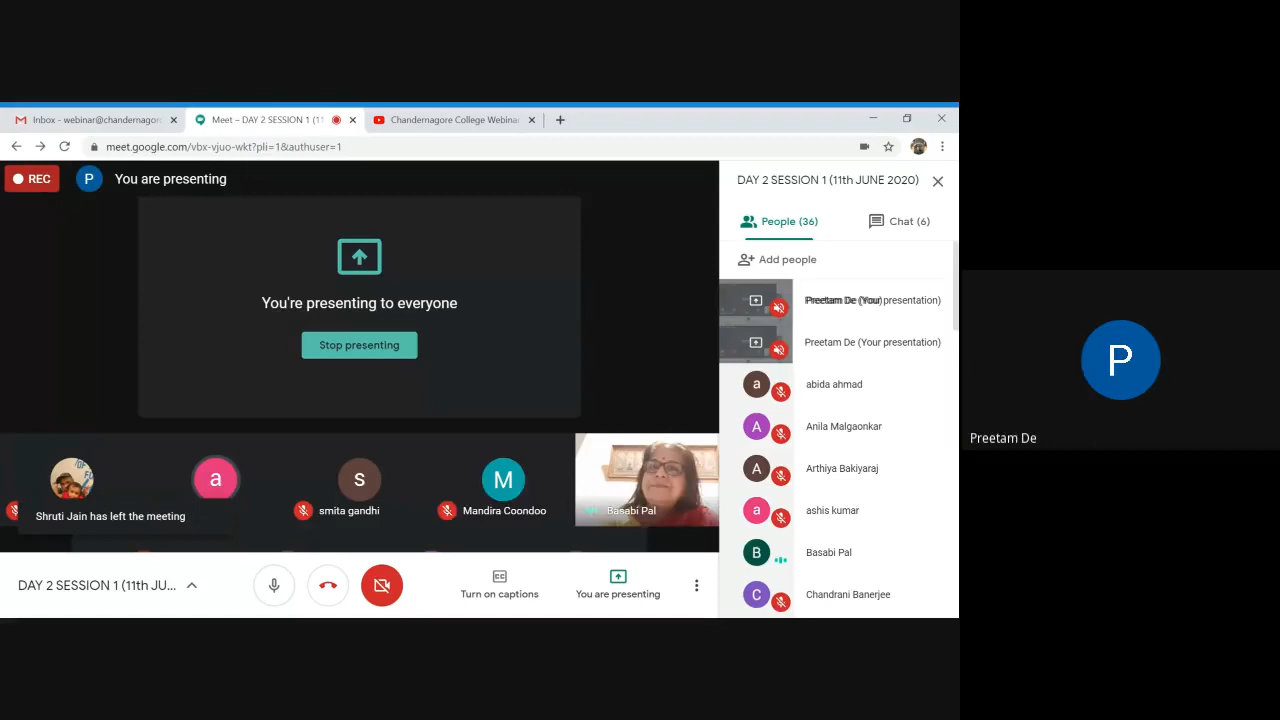 Inbox - webinar@chandernagor
Meet – DAY 2 SESSION 1 (11
Chandernagore College Webina
meet.google.com/vbx-vjuo-wkt?pli=1&authuser=1
REC
P
You are presenting
DAY 2 SESSION 1 (11th JUNE 2020)
People (36)
Chat (6)
Add people
You're presenting to everyone
Stop presenting
Preetam De (Your presentation)
Preetam De (Your presentation)
a
abida ahmad
A
Anila Malgaonkar
A
Arthiya Bakiyaraj
a
ashis kumar
B
Basabi Pal
C
Chandrani Banerjee
a
s
M
Shruti Jain has left the meeting
smita gandhi
Mandira Coondoo
Basabi Pal
DAY 2 SESSION 1 (11th JU...
CC
Turn on captions
You are presenting
P
Preetam De